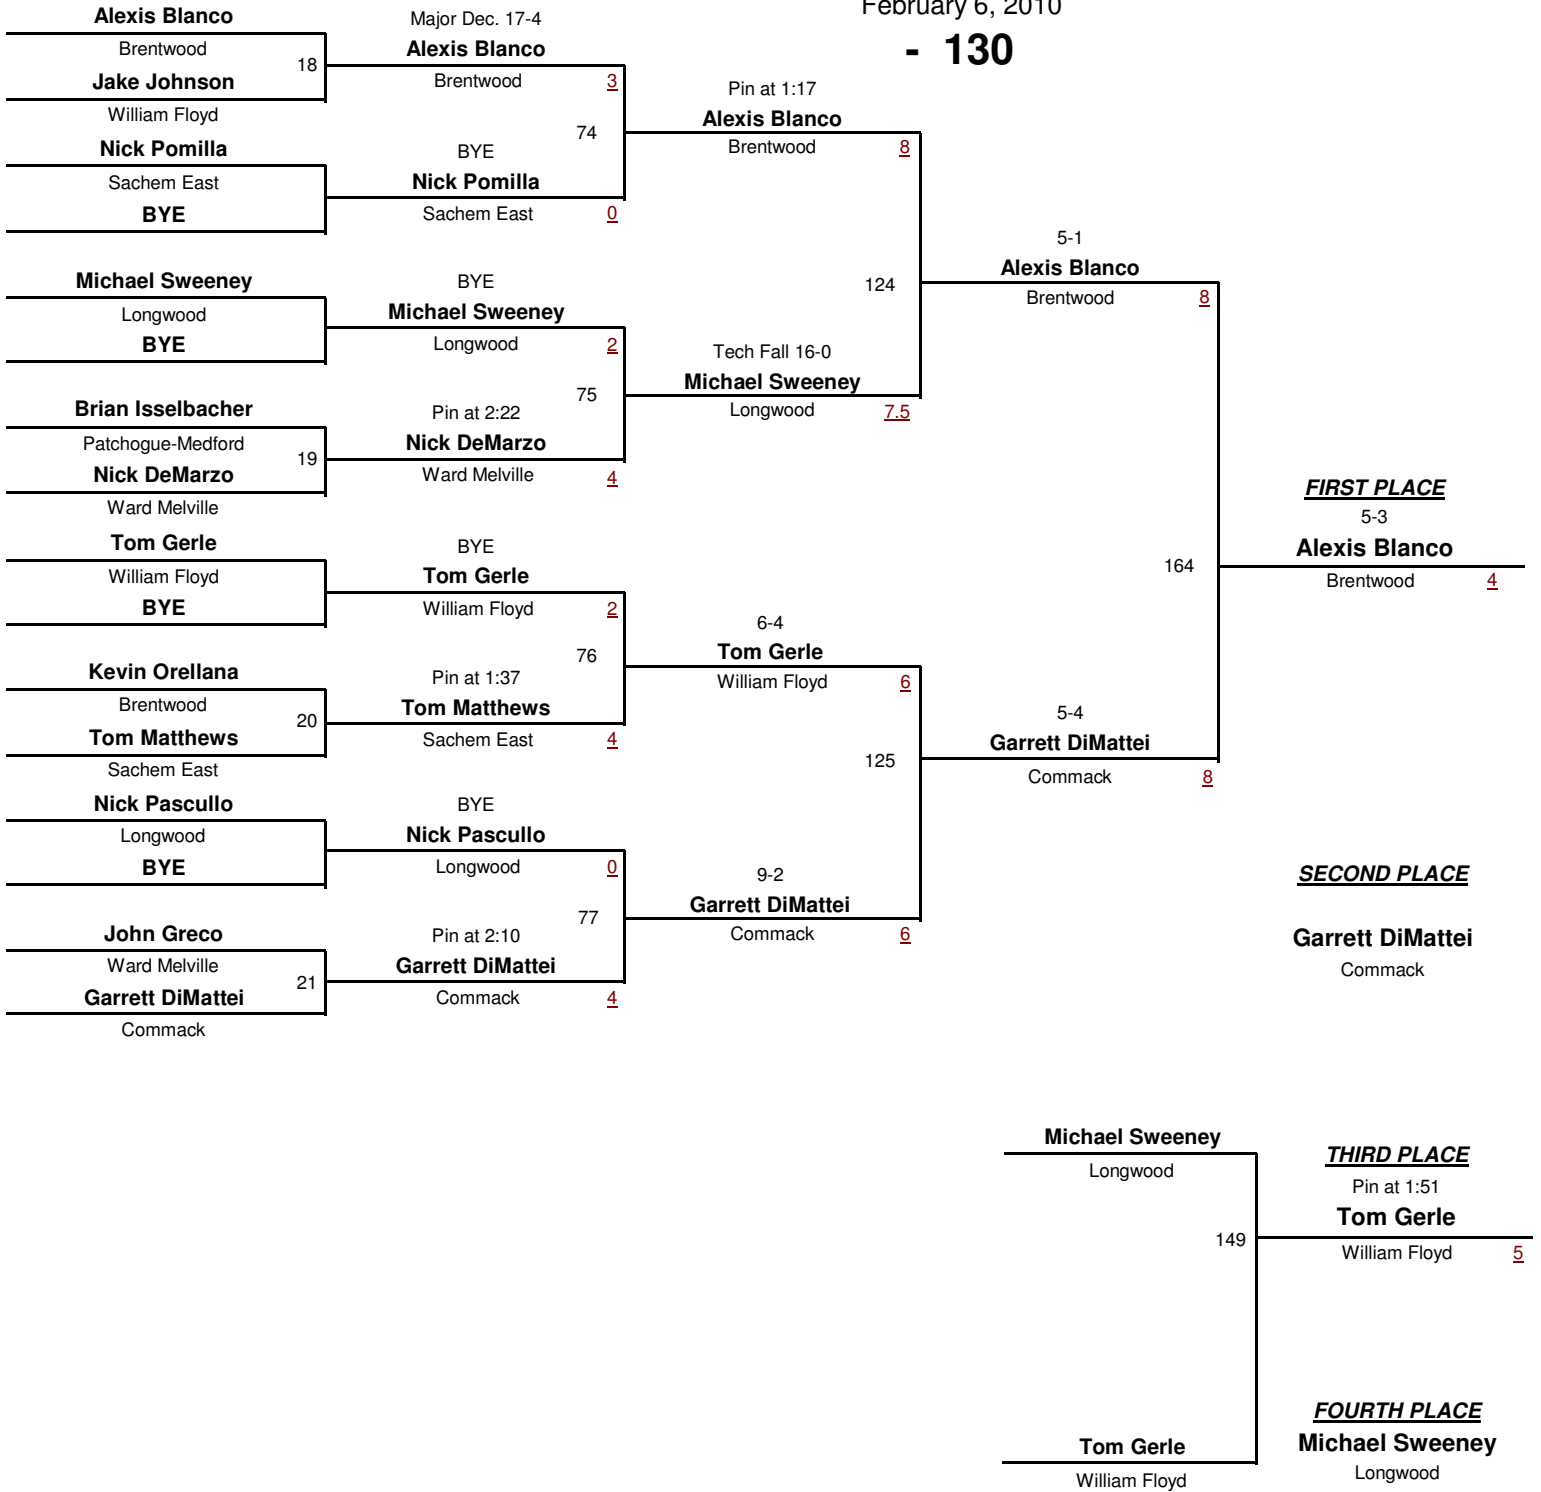 February 6, 2010
- 130
Alexis Blanco
Brentwood
18
Jake Johnson
William Floyd
Nick Pomilla
Sachem East
BYE
Michael Sweeney
Longwood
BYE
Brian Isselbacher
Patchogue-Medford
19
Nick DeMarzo
Ward Melville
Tom Gerle
William Floyd
BYE
Kevin Orellana
Brentwood
20
Tom Matthews
Sachem East
Nick Pascullo
Longwood
BYE
John Greco
Ward Melville
21
Garrett DiMattei
Commack
Major Dec. 17-4
Alexis Blanco
Brentwood 3
74
BYE
Nick Pomilla
Sachem East 0
BYE
Michael Sweeney
Longwood 2
75
Pin at 2:22
Nick DeMarzo
Ward Melville 4
BYE
Tom Gerle
William Floyd 2
76
Pin at 1:37
Tom Matthews
Sachem East 4
BYE
Nick Pascullo
Longwood 0
77
Pin at 2:10
Garrett DiMattei
Commack 4
Pin at 1:17
Alexis Blanco
Brentwood 8
124
Tech Fall 16-0
Michael Sweeney
Longwood 7.5
6-4
Tom Gerle
William Floyd 6
125
9-2
Garrett DiMattei
Commack 6
5-1
Alexis Blanco
Brentwood 8
164
5-4
Garrett DiMattei
Commack 8
FIRST PLACE
5-3
Alexis Blanco
Brentwood 4
SECOND PLACE
Garrett DiMattei
Commack
Michael Sweeney
Longwood
149
Tom Gerle
William Floyd
THIRD PLACE
Pin at 1:51
Tom Gerle
William Floyd 5
FOURTH PLACE
Michael Sweeney
Longwood